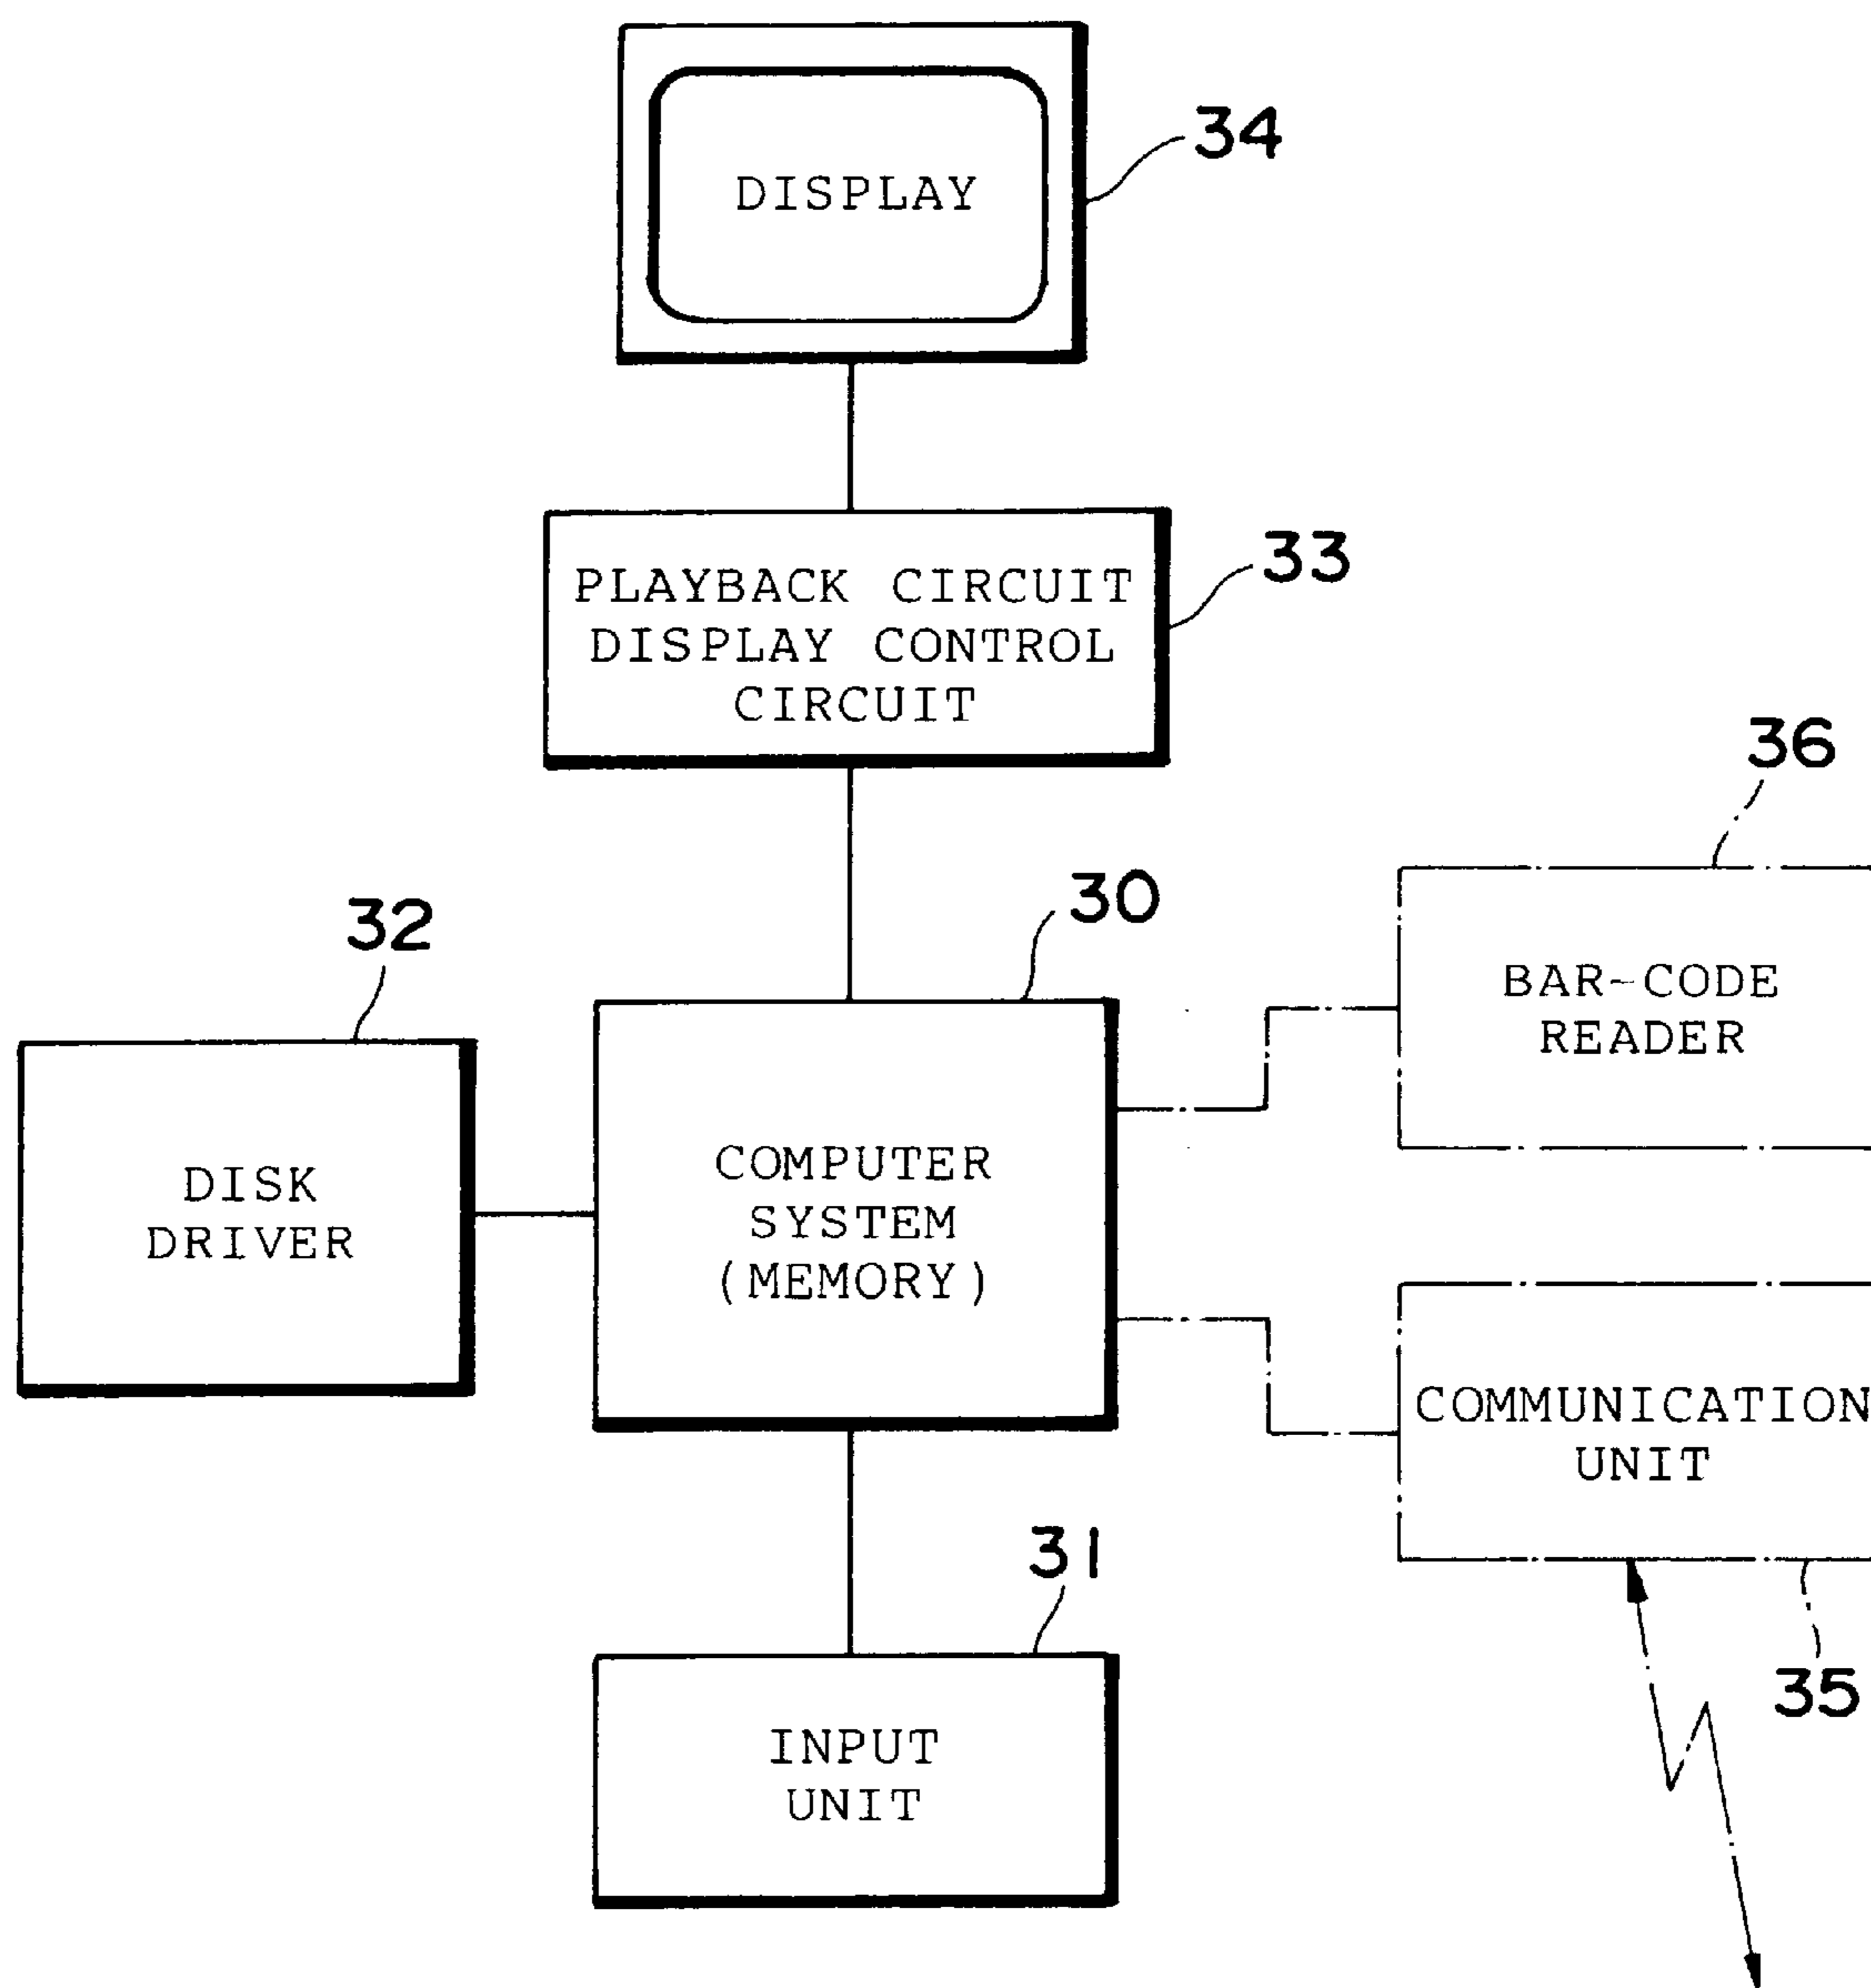 DISPLAY
34
PLAYBACK CIRCUIT
DISPLAY CONTROL
CIRCUIT
33
36
BAR-CODE
READER
30
32
COMPUTER
SYSTEM
(MEMORY)
DISK
DRIVER
COMMUNICATION
UNIT
35
31
INPUT
UNIT